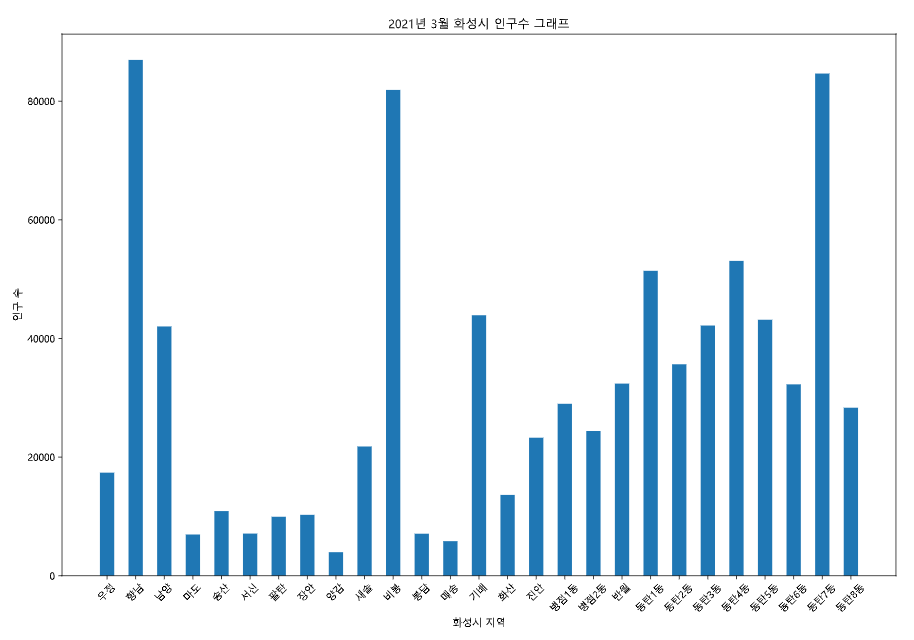 2021년 3월 화성시 인구수 그래프
인구 수
80000
60000
40000
20000
0
우정
향남
남양
마도
송산
서신
팔탄
장안
양감
새솔
비봉
봉담
매송
기배
화산
진안
병점1동
병점2동
반월
동탄1동
동탄2동
동탄3동
동탄4동
동탄5동
동탄6동
동탄7동
동탄8동
화성시 지역